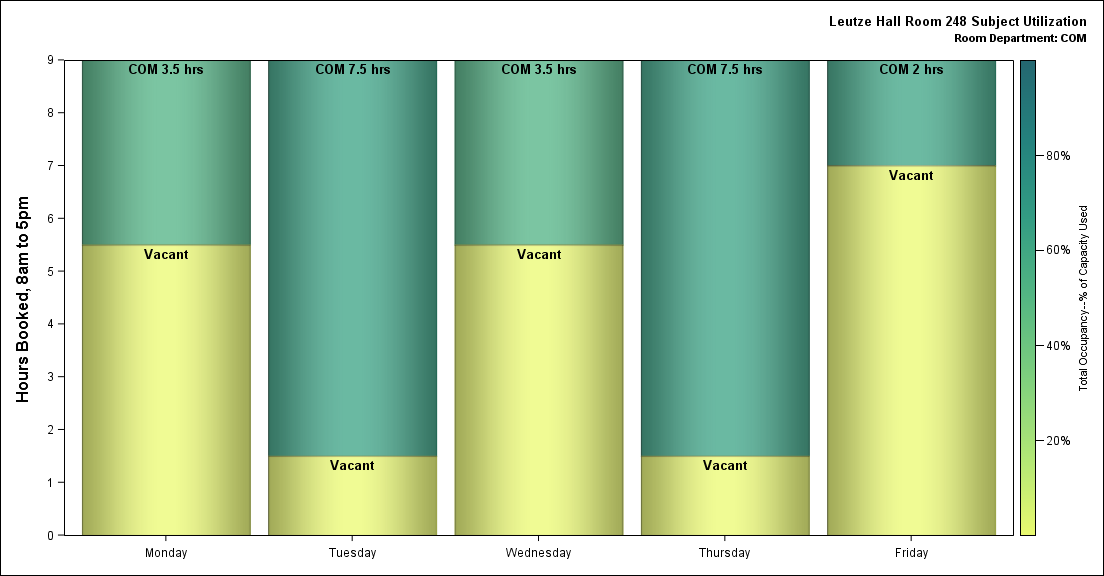 Leutze Hall Room 248 Subject Utilization
Room Department: COM
Hours Booked, 8am to 5pm
9
8
7
6
5
4
3
2
1
0
COM 3.5 hrs
Vacant
COM 7.5 hrs
Vacant
COM 3.5 hrs
Vacant
COM 7.5 hrs
Vacant
COM 2 hrs
Vacant
Monday
Tuesday
Wednesday
Thursday
Friday
80%
60%
40%
20%
Total Occupancy--% of Capacity Used